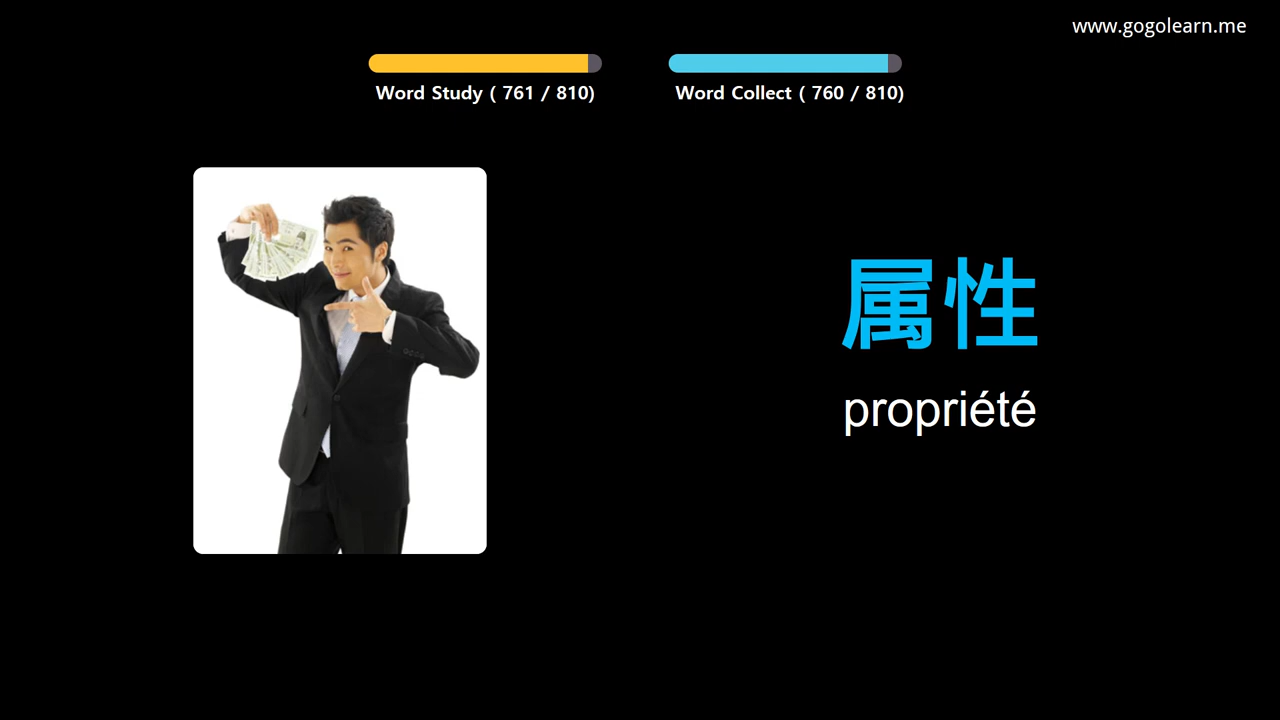 www.gogolearn.me
Word Study ( 761 / 810)
Word Collect ( 760 / 810)
属性
propriété